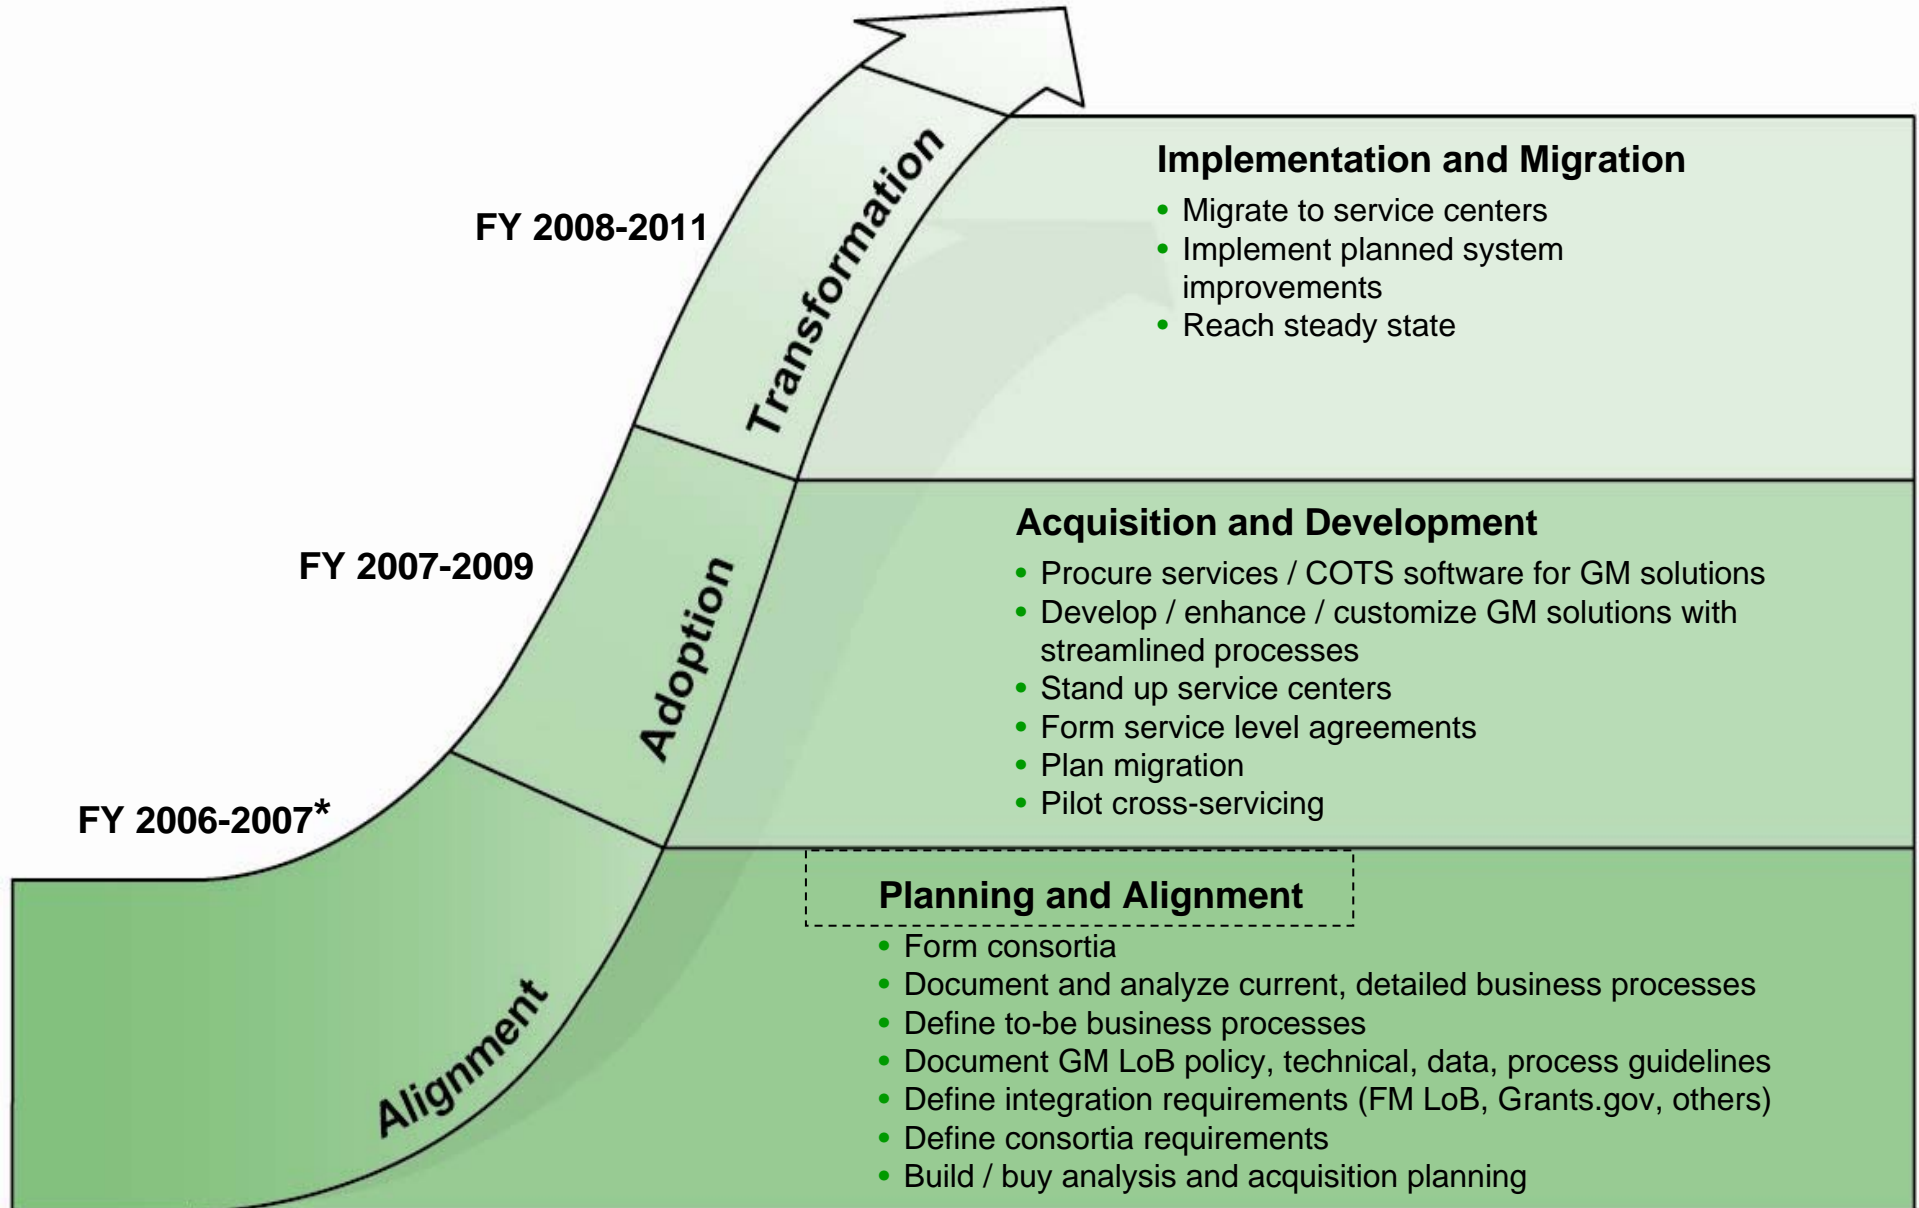 Implementation and Migration
• Migrate to service centers
• Implement planned system
improvements
• Reach steady state
FY 2008-2011
Transformation
Acquisition and Development
• Procure services / COTS software for GM solutions
• Develop / enhance / customize GM solutions with
streamlined processes
• Stand up service centers
• Form service level agreements
• Plan migration
• Pilot cross-servicing
FY 2007-2009
Adoption
FY 2006-2007*
Planning and Alignment
• Form consortia
• Document and analyze current, detailed business processes
• Define to-be business processes
• Document GM LoB policy, technical, data, process guidelines
• Define integration requirements (FM LoB, Grants.gov, others)
• Define consortia requirements
• Build / buy analysis and acquisition planning
Alignment